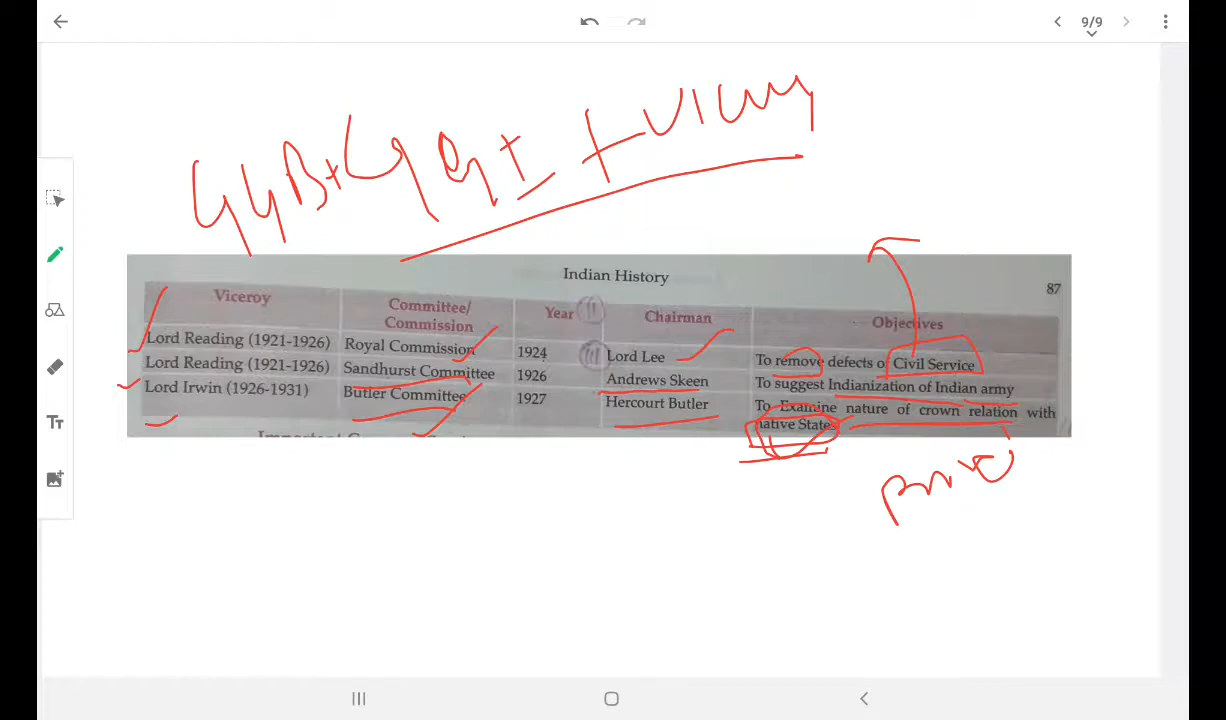 9/9
Indian History
87
Viceroy Committee/ Commission Year Chairman Objectives
Lord Reading (1921-1926) Royal Commission 1924 Lord Lee To remove defects of Civil Service
Lord Reading (1921-1926) Sandhurst Committee 1926 Andrews Skeen To suggest Indianization of Indian army
Lord Irwin (1926-1931) Butler Committee 1927 Hercourt Butler To Examine nature of crown relation with
native States
Tт